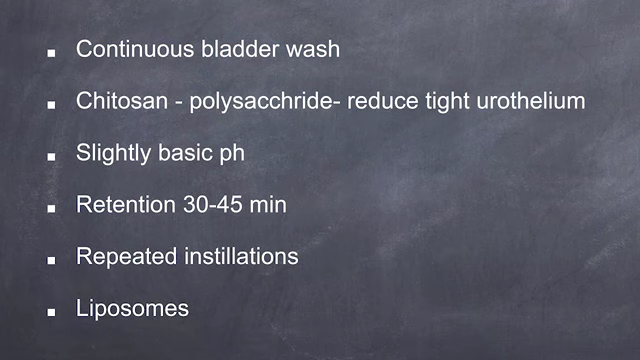 ▪ Continuous bladder wash
▪ Chitosan - polysacchride- reduce tight urothelium
▪ Slightly basic ph
▪ Retention 30-45 min
▪ Repeated instillations
▪ Liposomes